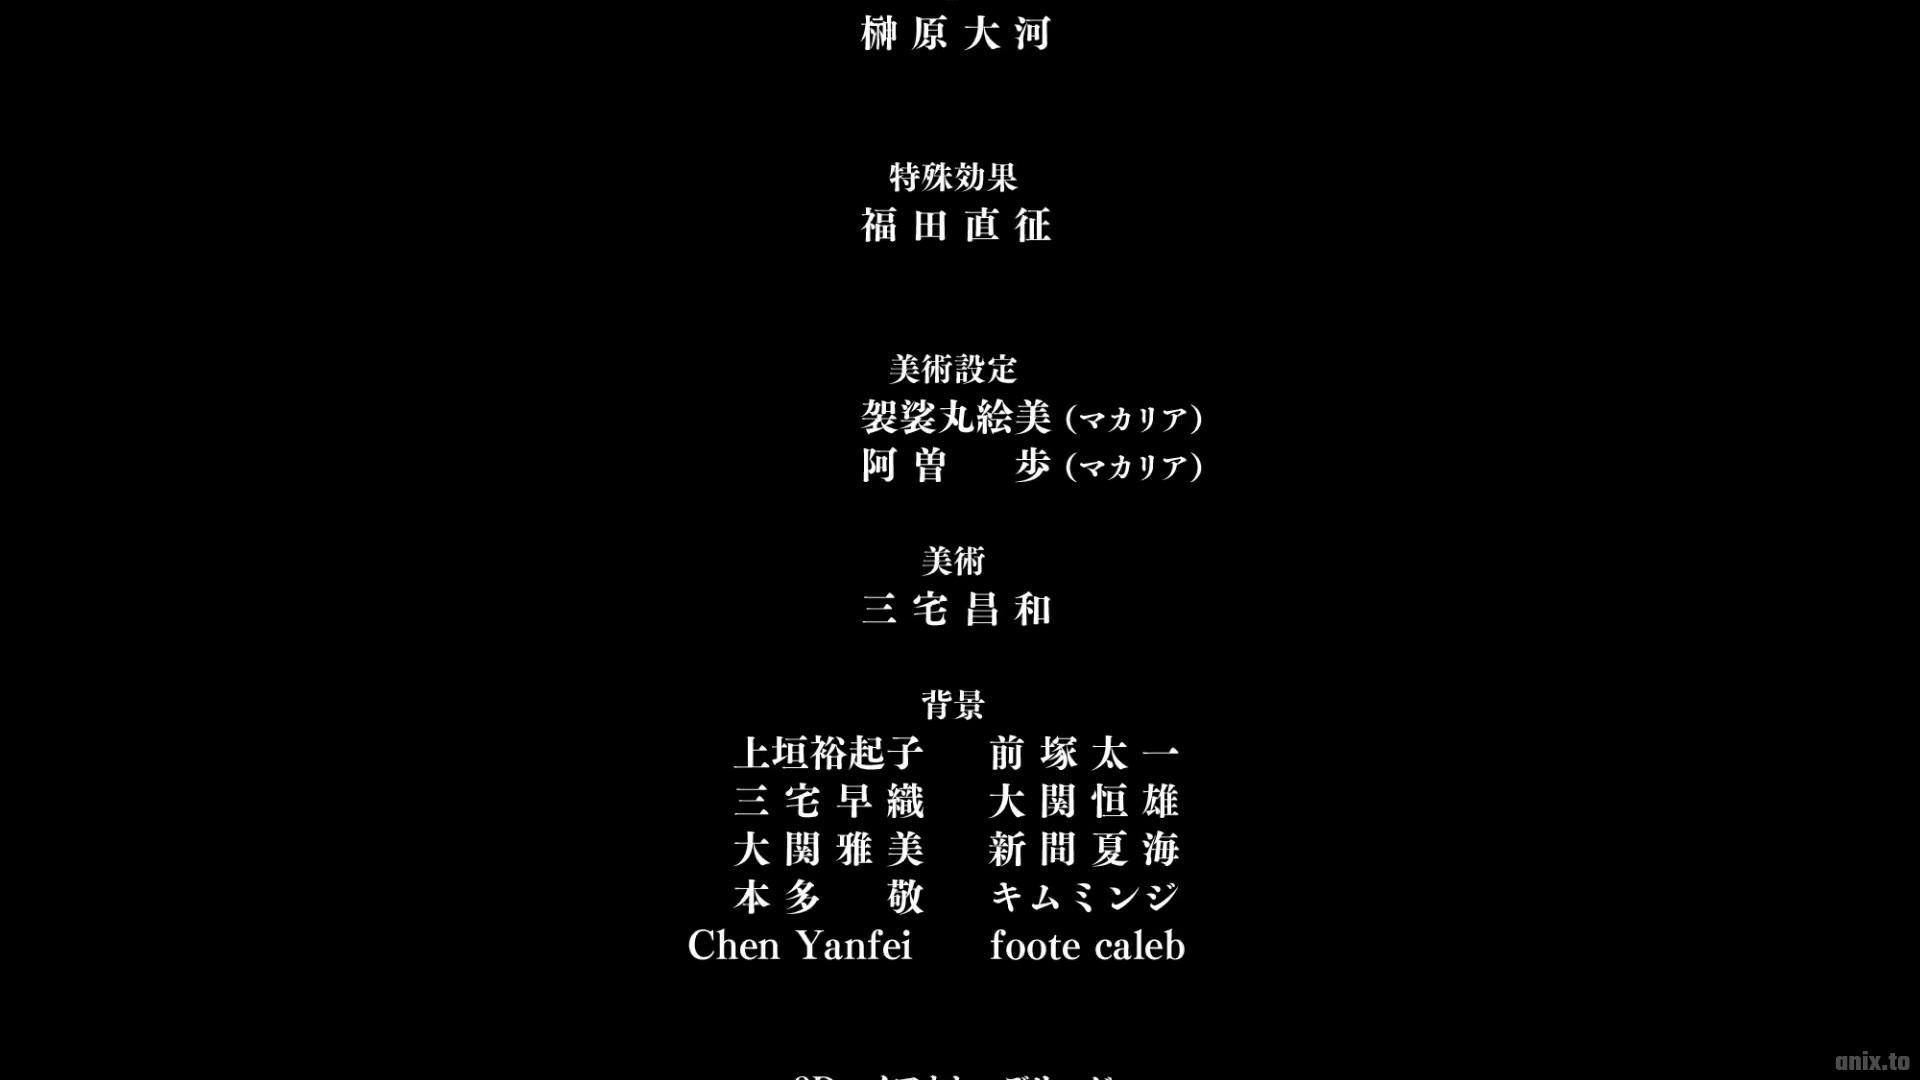 榊原大河
特殊効果
福田直征
美術設定
袈裟丸絵美（マカリア）
阿曽　歩（マカリア）
美術
三宅昌和
背景
上垣裕起子　前塚太一
三宅早織　大関恒雄
大関雅美　新間夏海
本多　敬　キムミンジ
Chen Yanfei　foote caleb
anix.to